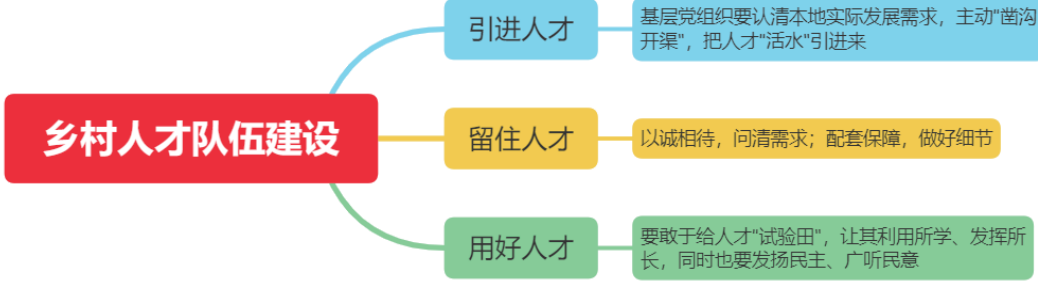 乡村人才队伍建设
引进人才
基层党组织要认清本地实际发展需求，主动"凿沟
开渠"，把人才"活水"引进来
留住人才
以诚相待，问清需求；配套保障，做好细节
用好人才
要敢于给人才"试验田"，让其利用所学、发挥所
长，同时也要发扬民主、广听民意